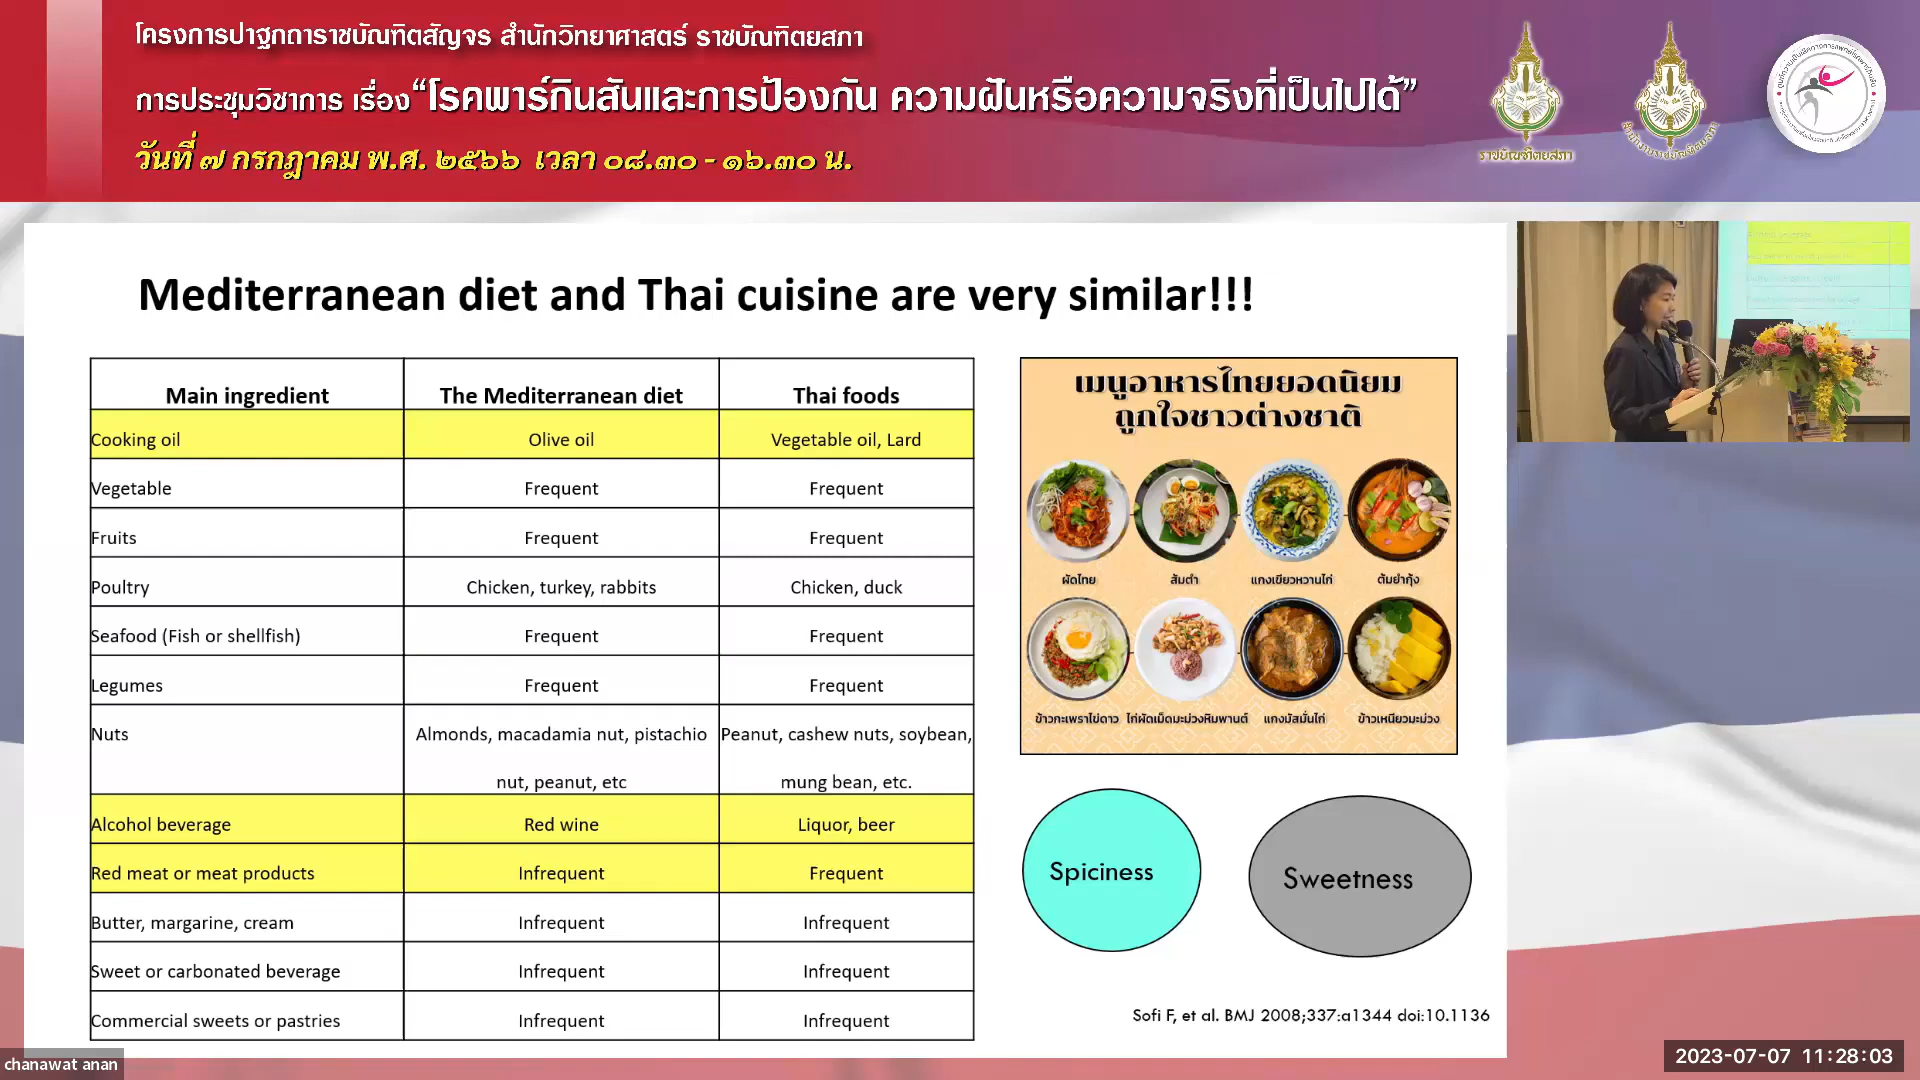 โครงการปาฐกถาราชบัณฑิตสัญจร สำนักวิทยาศาสตร์ ราชบัณฑิตยสภา
การประชุมวิชาการ เรื่อง “โรคพาร์กินสันและการป้องกัน ความฝันหรือความจริงที่เป็นไปได้”
วันที่ ๗ กรกฎาคม พ.ศ. ๒๕๖๖ เวลา ๐๘.๓๐ - ๑๖.๓๐ น.
ราชบัณฑิตยสภา
สำนักงานราชบัณฑิตยสภา
Mediterranean diet and Thai cuisine are very similar!!!
Main ingredient The Mediterranean diet Thai foods
Cooking oil Olive oil Vegetable oil, Lard
Vegetable Frequent Frequent
Fruits Frequent Frequent
Poultry Chicken, turkey, rabbits Chicken, duck
Seafood (Fish or shellfish) Frequent Frequent
Legumes Frequent Frequent
Nuts Almonds, macadamia nut, pistachio Peanut, cashew nuts, soybean,
nut, peanut, etc mung bean, etc.
Alcohol beverage Red wine Liquor, beer
Red meat or meat products Infrequent Frequent
Butter, margarine, cream Infrequent Infrequent
Sweet or carbonated beverage Infrequent Infrequent
Commercial sweets or pastries Infrequent Infrequent
เมนูอาหารไทยยอดนิยม
ถูกใจชาวต่างชาติ
ผัดไทย ส้มตำ แกงเขียวหวานไก่ ต้มยำกุ้ง
ข้าวกะเพราไข่ดาว ไก่ผัดเม็ดมะม่วงหิมพานต์ แกงมัสมั่นไก่ ข้าวเหนียวมะม่วง
Spiciness Sweetness
Sofi F, et al. BMJ 2008;337:a1344 doi:10.1136
chanawat anan
2023-07-07 11:28:03